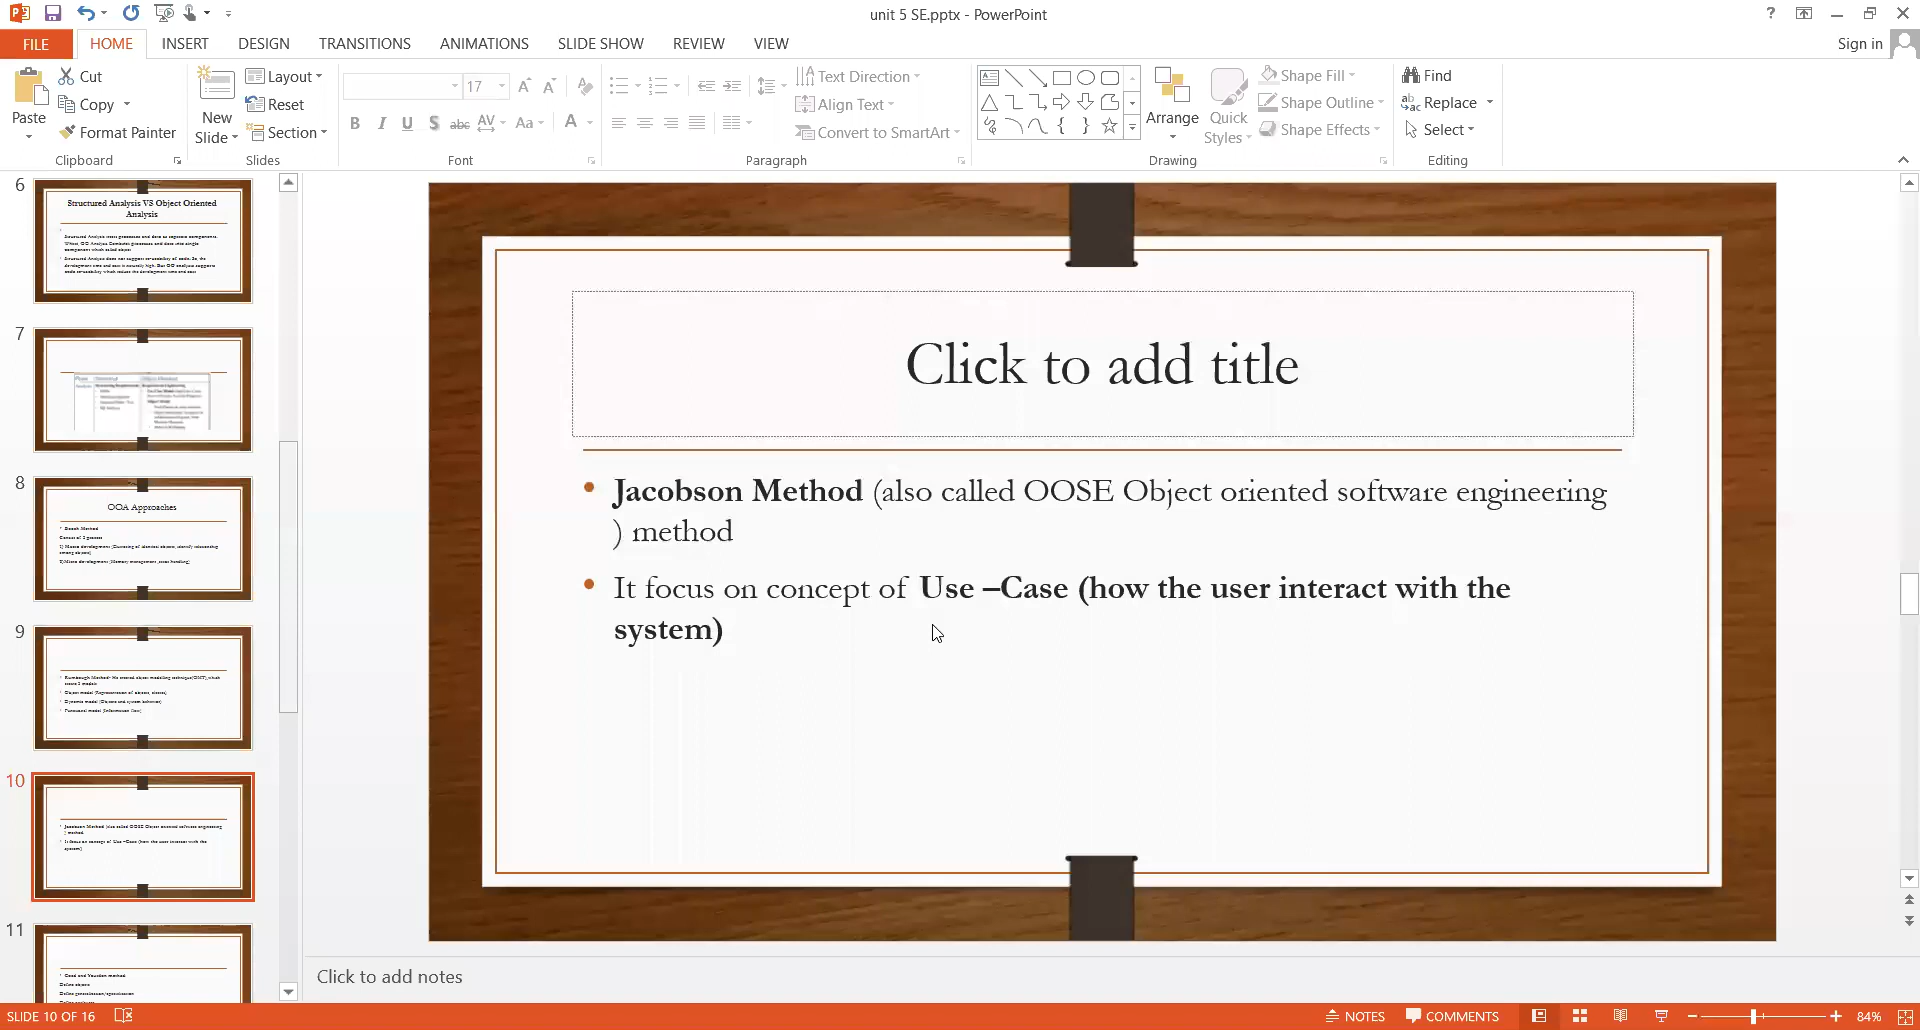 unit 5 SE.pptx - PowerPoint
FILE HOME INSERT DESIGN TRANSITIONS ANIMATIONS SLIDE SHOW REVIEW VIEW Sign in
Cut Layout 17 Text Direction Shape Fill Find
Copy Reset Align Text Shape Outline Replace
Paste Format Painter New Slide Section Convert to SmartArt Arrange Quick Styles Shape Effects Select
Clipboard Slides Font Paragraph Drawing Editing
6
Structured Analysis VS Object Oriented
Analysis
7
8
OOA Approaches
9
10
11
Click to add title
Jacobson Method (also called OOSE Object oriented software engineering
) method
It focus on concept of Use –Case (how the user interact with the
system)
Click to add notes
SLIDE 10 OF 16 NOTES COMMENTS 84%